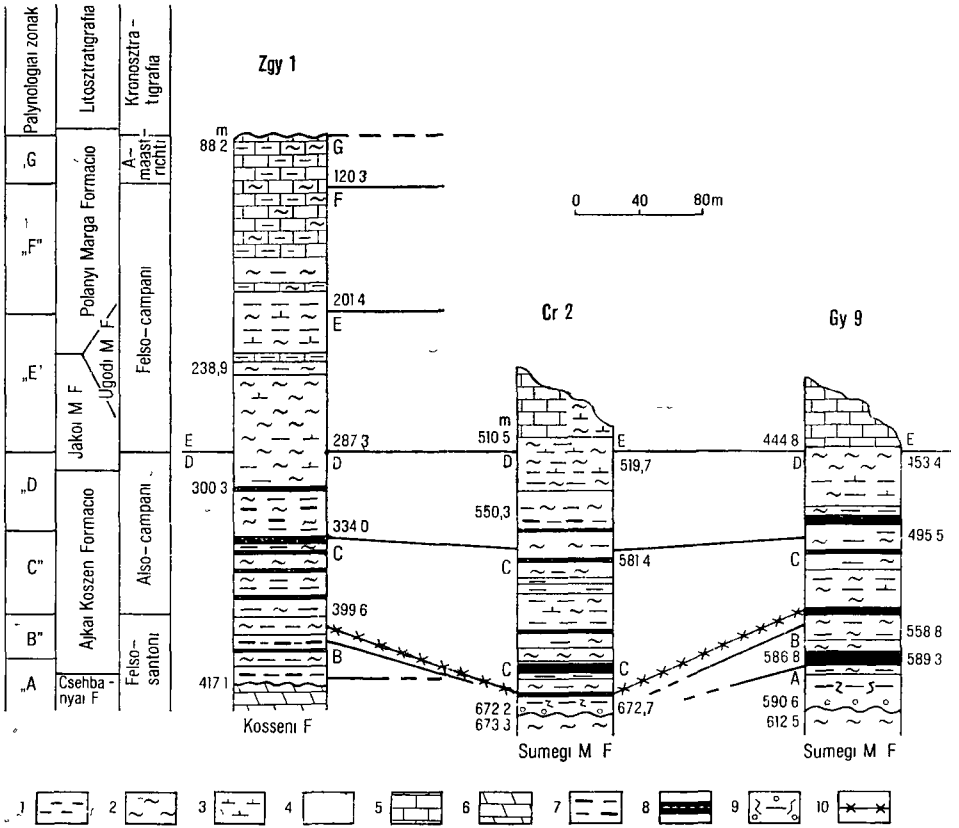 Palynologiai zonak
Litosztratigrafia
Kronosztra-
tigrafia
„G
„F"
„E'
„D
C"
B"
„A
Polanyi Marga Formacio
Ugodi M F
Jakoi M F
Ajkai Koszen Formacio
Csehba-
nyai F
A-
maast-
richti
Felso-campani
Also-campani
Felso-
santoni
Zgy 1
m
88 2
G
120 3
F
201 4
E
238,9
287 3
E
D
D
300 3
334 0
C
399 6
B
417 1
Kosseni F
0 40 80m
Cr 2
m
510 5
E
D
519,7
550,3
C
581 4
C
C
672 2
672,7
673 3
Sumegi M F
Gy 9
444 8
E
D
453 4
495 5
C
558 8
B
586 8
589 3
A
590 6
612 5
Sumegi M F
1 2 3 4 5 6 7 8 9 10